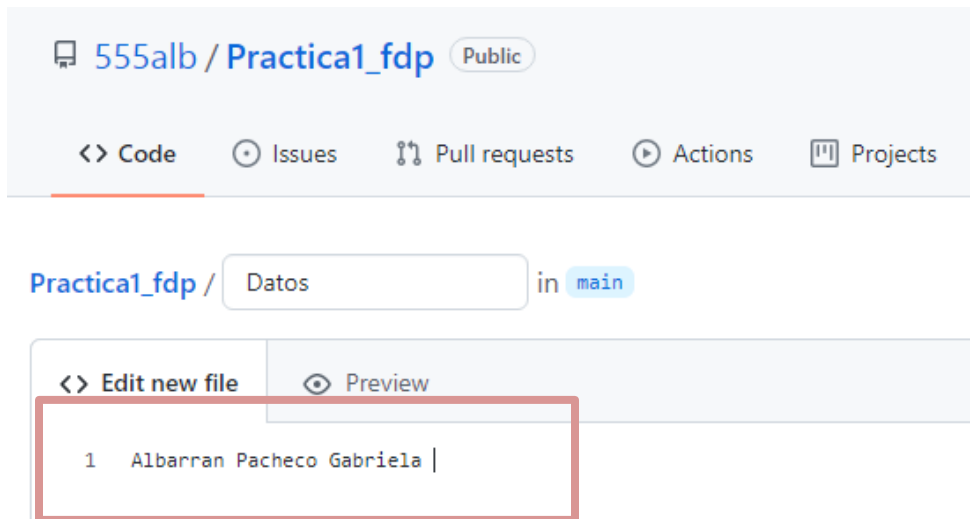 555alb / Practica1_fdp Public
Code Issues Pull requests Actions Projects
Practica1_fdp / Datos in main
<> Edit new file Preview
1 Albarran Pacheco Gabriela